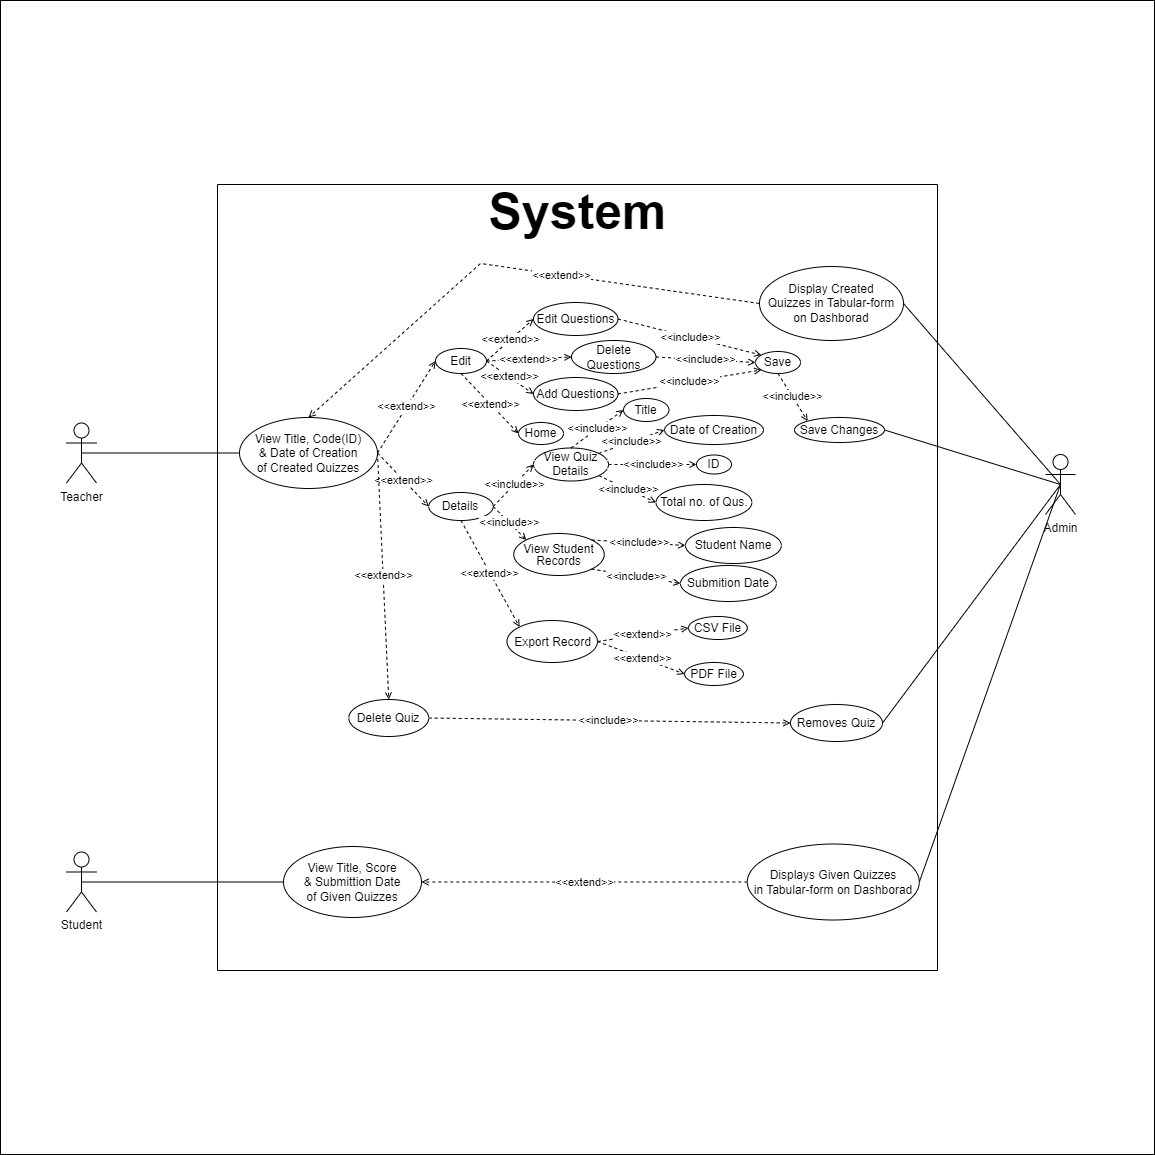 System
<<extend>>
Display Created
Quizzes in Tabular-form
on Dashborad
Edit Questions
<<extend>>
<<include>>
Edit
<<extend>>
Delete
Questions
<<include>>
Save
<<extend>>
<<include>>
Add Questions
<<include>>
<<extend>>
<<extend>>
Title
Home
<<include>>
Date of Creation
Save Changes
View Title, Code(ID)
& Date of Creation
of Created Quizzes
Teacher
<<include>>
View Quiz
Details
<<include>>
ID
<<extend>>
<<include>>
<<include>>
Total no. of Qus.
Details
<<include>>
Admin
View Student
Records
<<include>>
Student Name
<<extend>>
<<extend>>
<<include>>
Submition Date
Export Record
<<extend>>
CSV File
<<extend>>
PDF File
Delete Quiz
<<include>>
Removes Quiz
View Title, Score
& Submittion Date
of Given Quizzes
<<extend>>
Displays Given Quizzes
in Tabular-form on Dashborad
Student